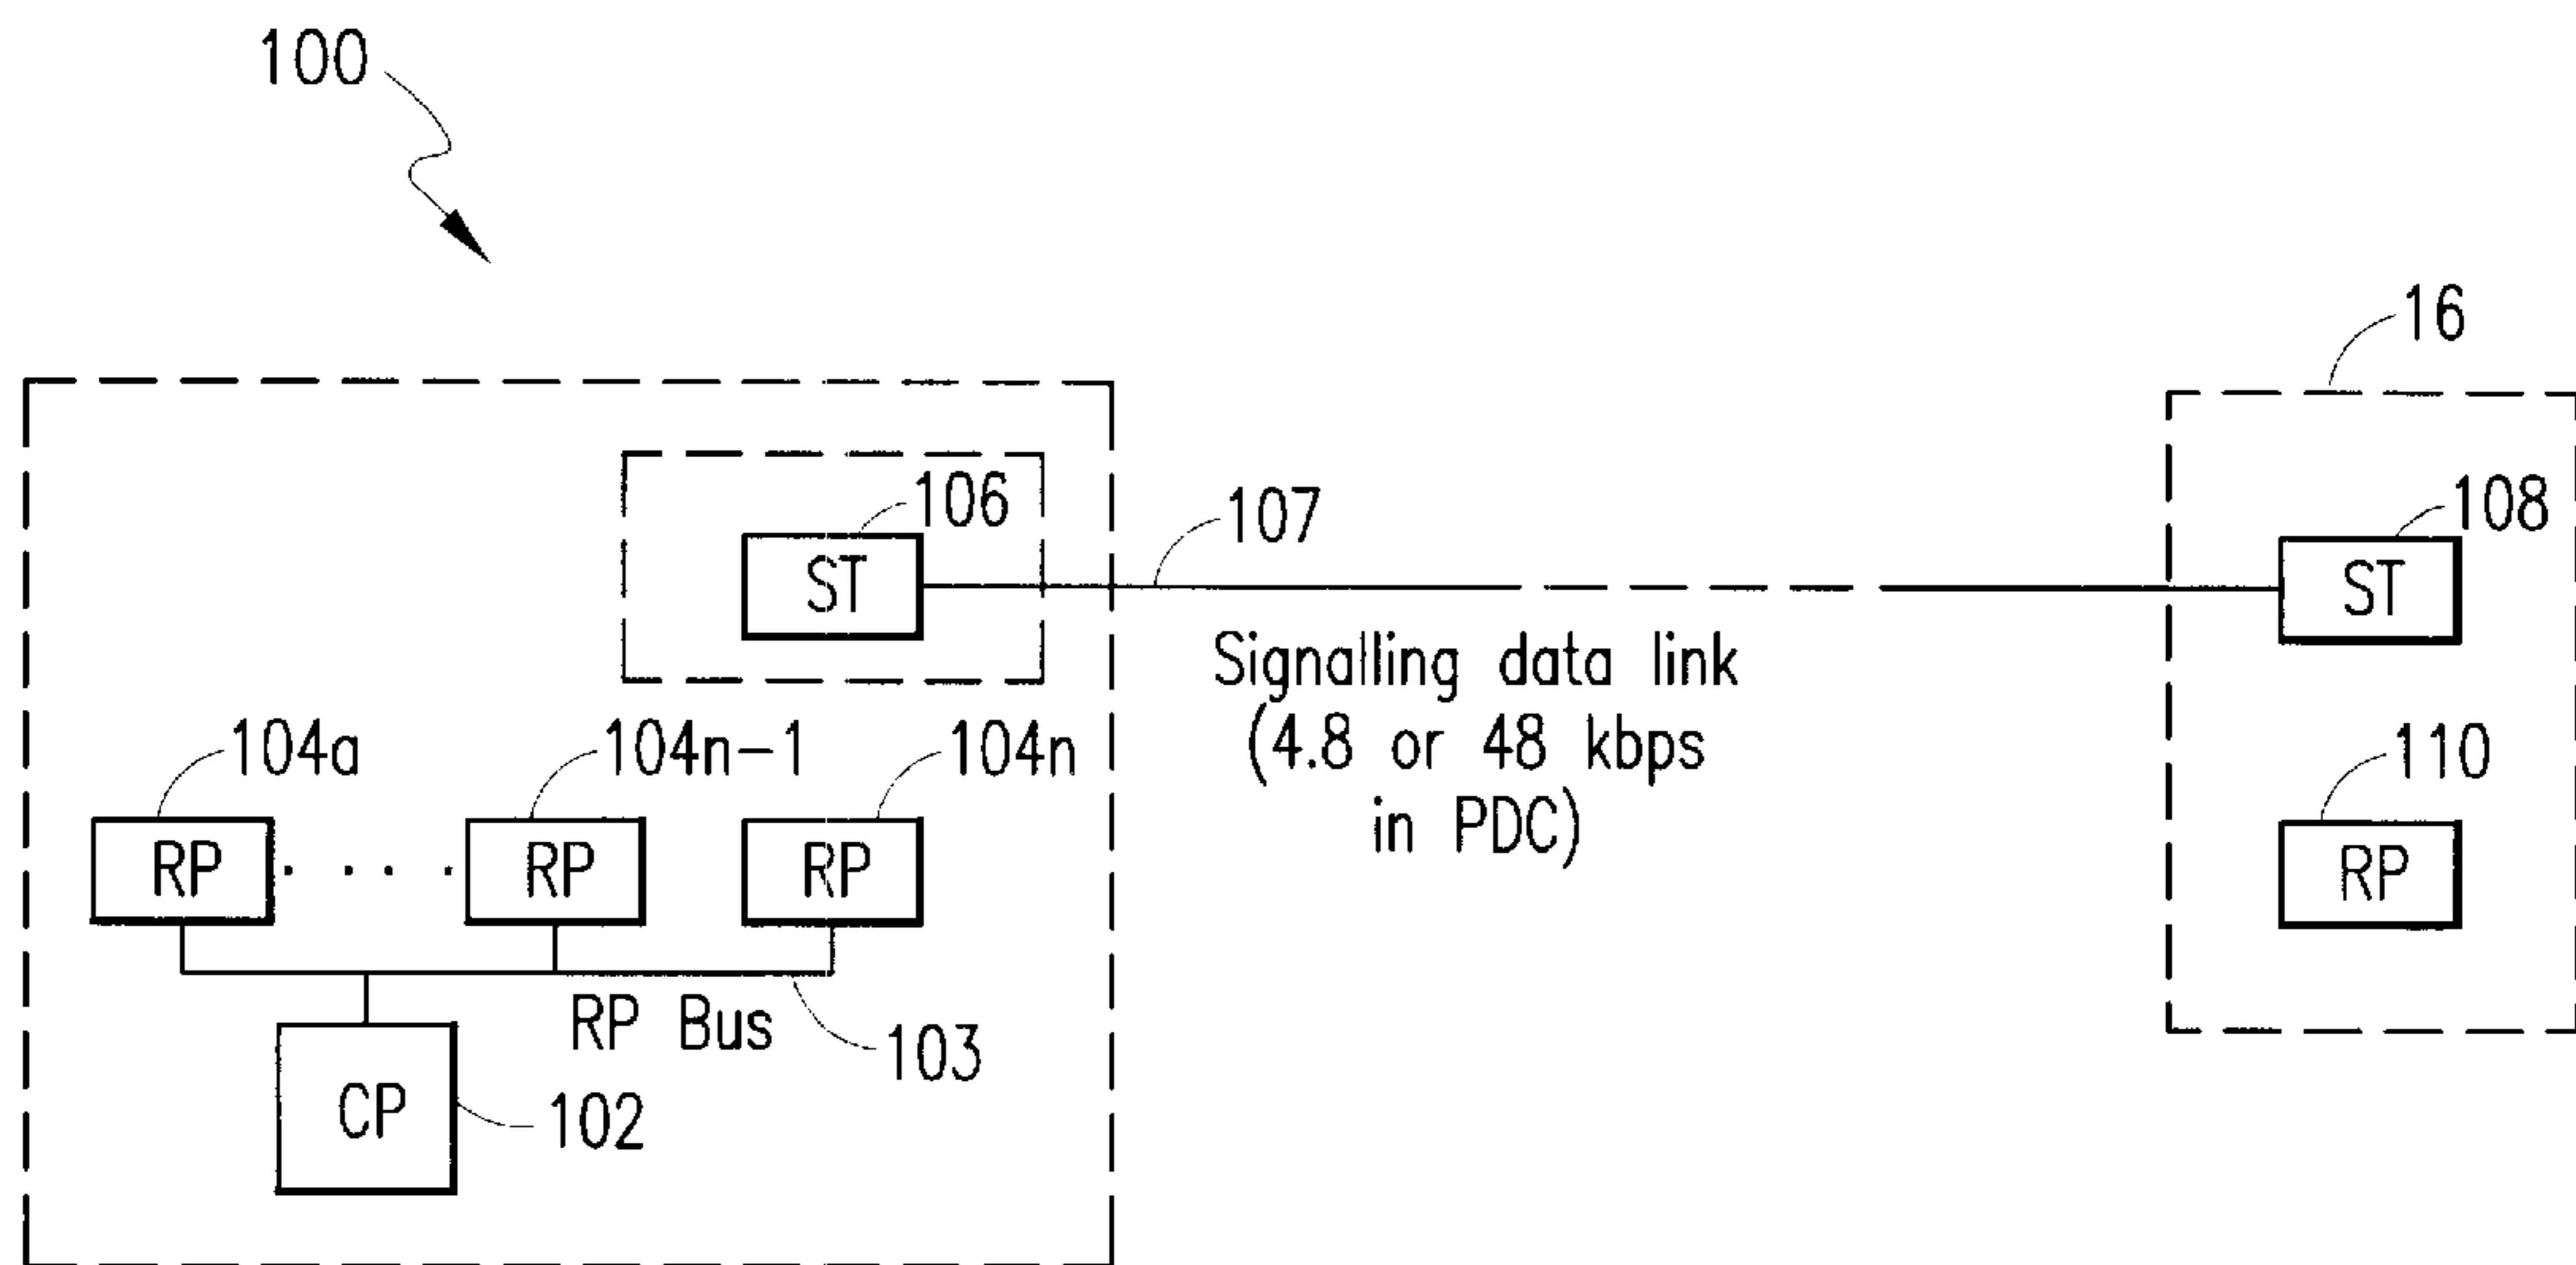 100
16
106
ST
107
108
ST
Signalling data link
(4.8 or 48 kbps
in PDC)
104a
104n-1
104n
110
RP
. . . .
RP
RP
RP
RP Bus
103
CP
102